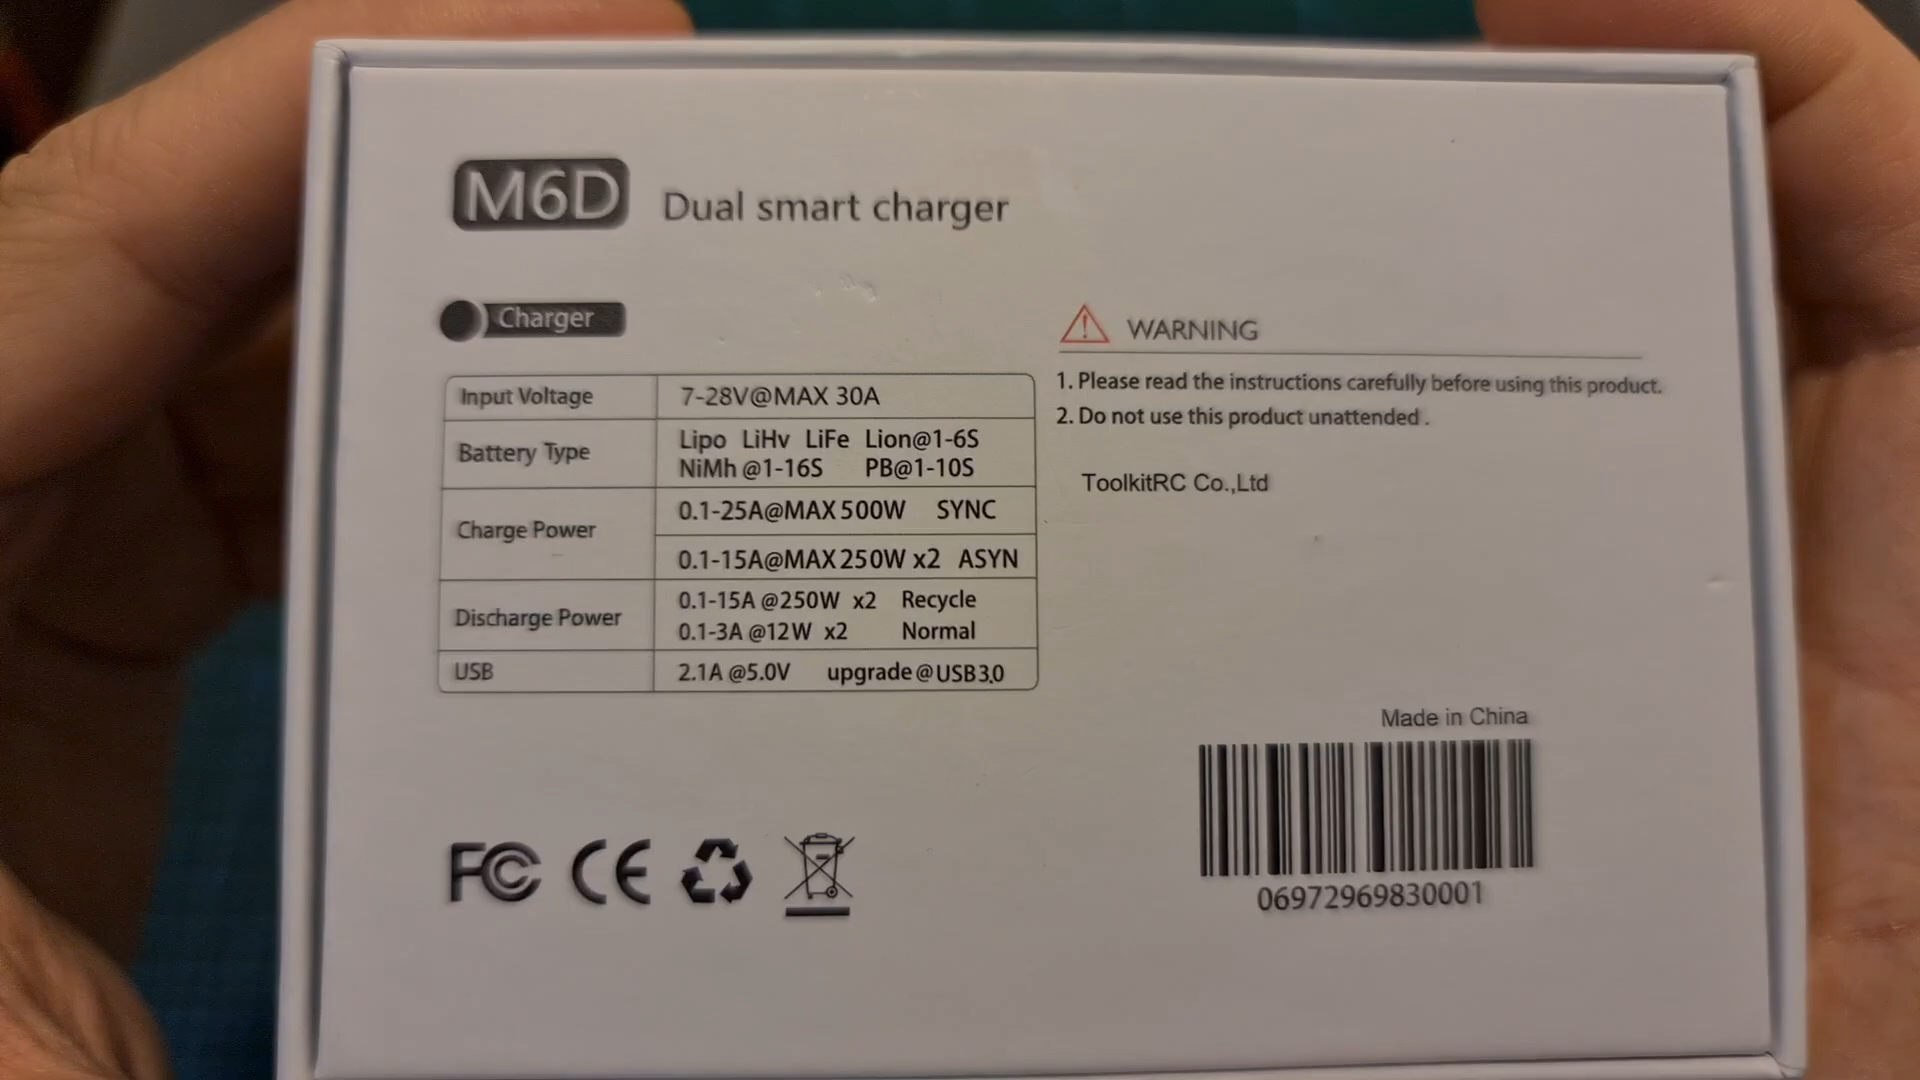 M6D Dual smart charger
Charger
Input Voltage 7-28V@MAX 30A
Battery Type Lipo LiHv LiFe Lion@1-6S
NiMh @1-16S PB@1-10S
Charge Power 0.1-25A@MAX 500W SYNC
0.1-15A@MAX 250W x2 ASYN
Discharge Power 0.1-15A @250W x2 Recycle
0.1-3A @12W x2 Normal
USB 2.1A @5.0V upgrade@USB3.0
WARNING
1. Please read the instructions carefully before using this product.
2. Do not use this product unattended .
ToolkitRC Co.,Ltd
Made in China
06972969830001
FC CE